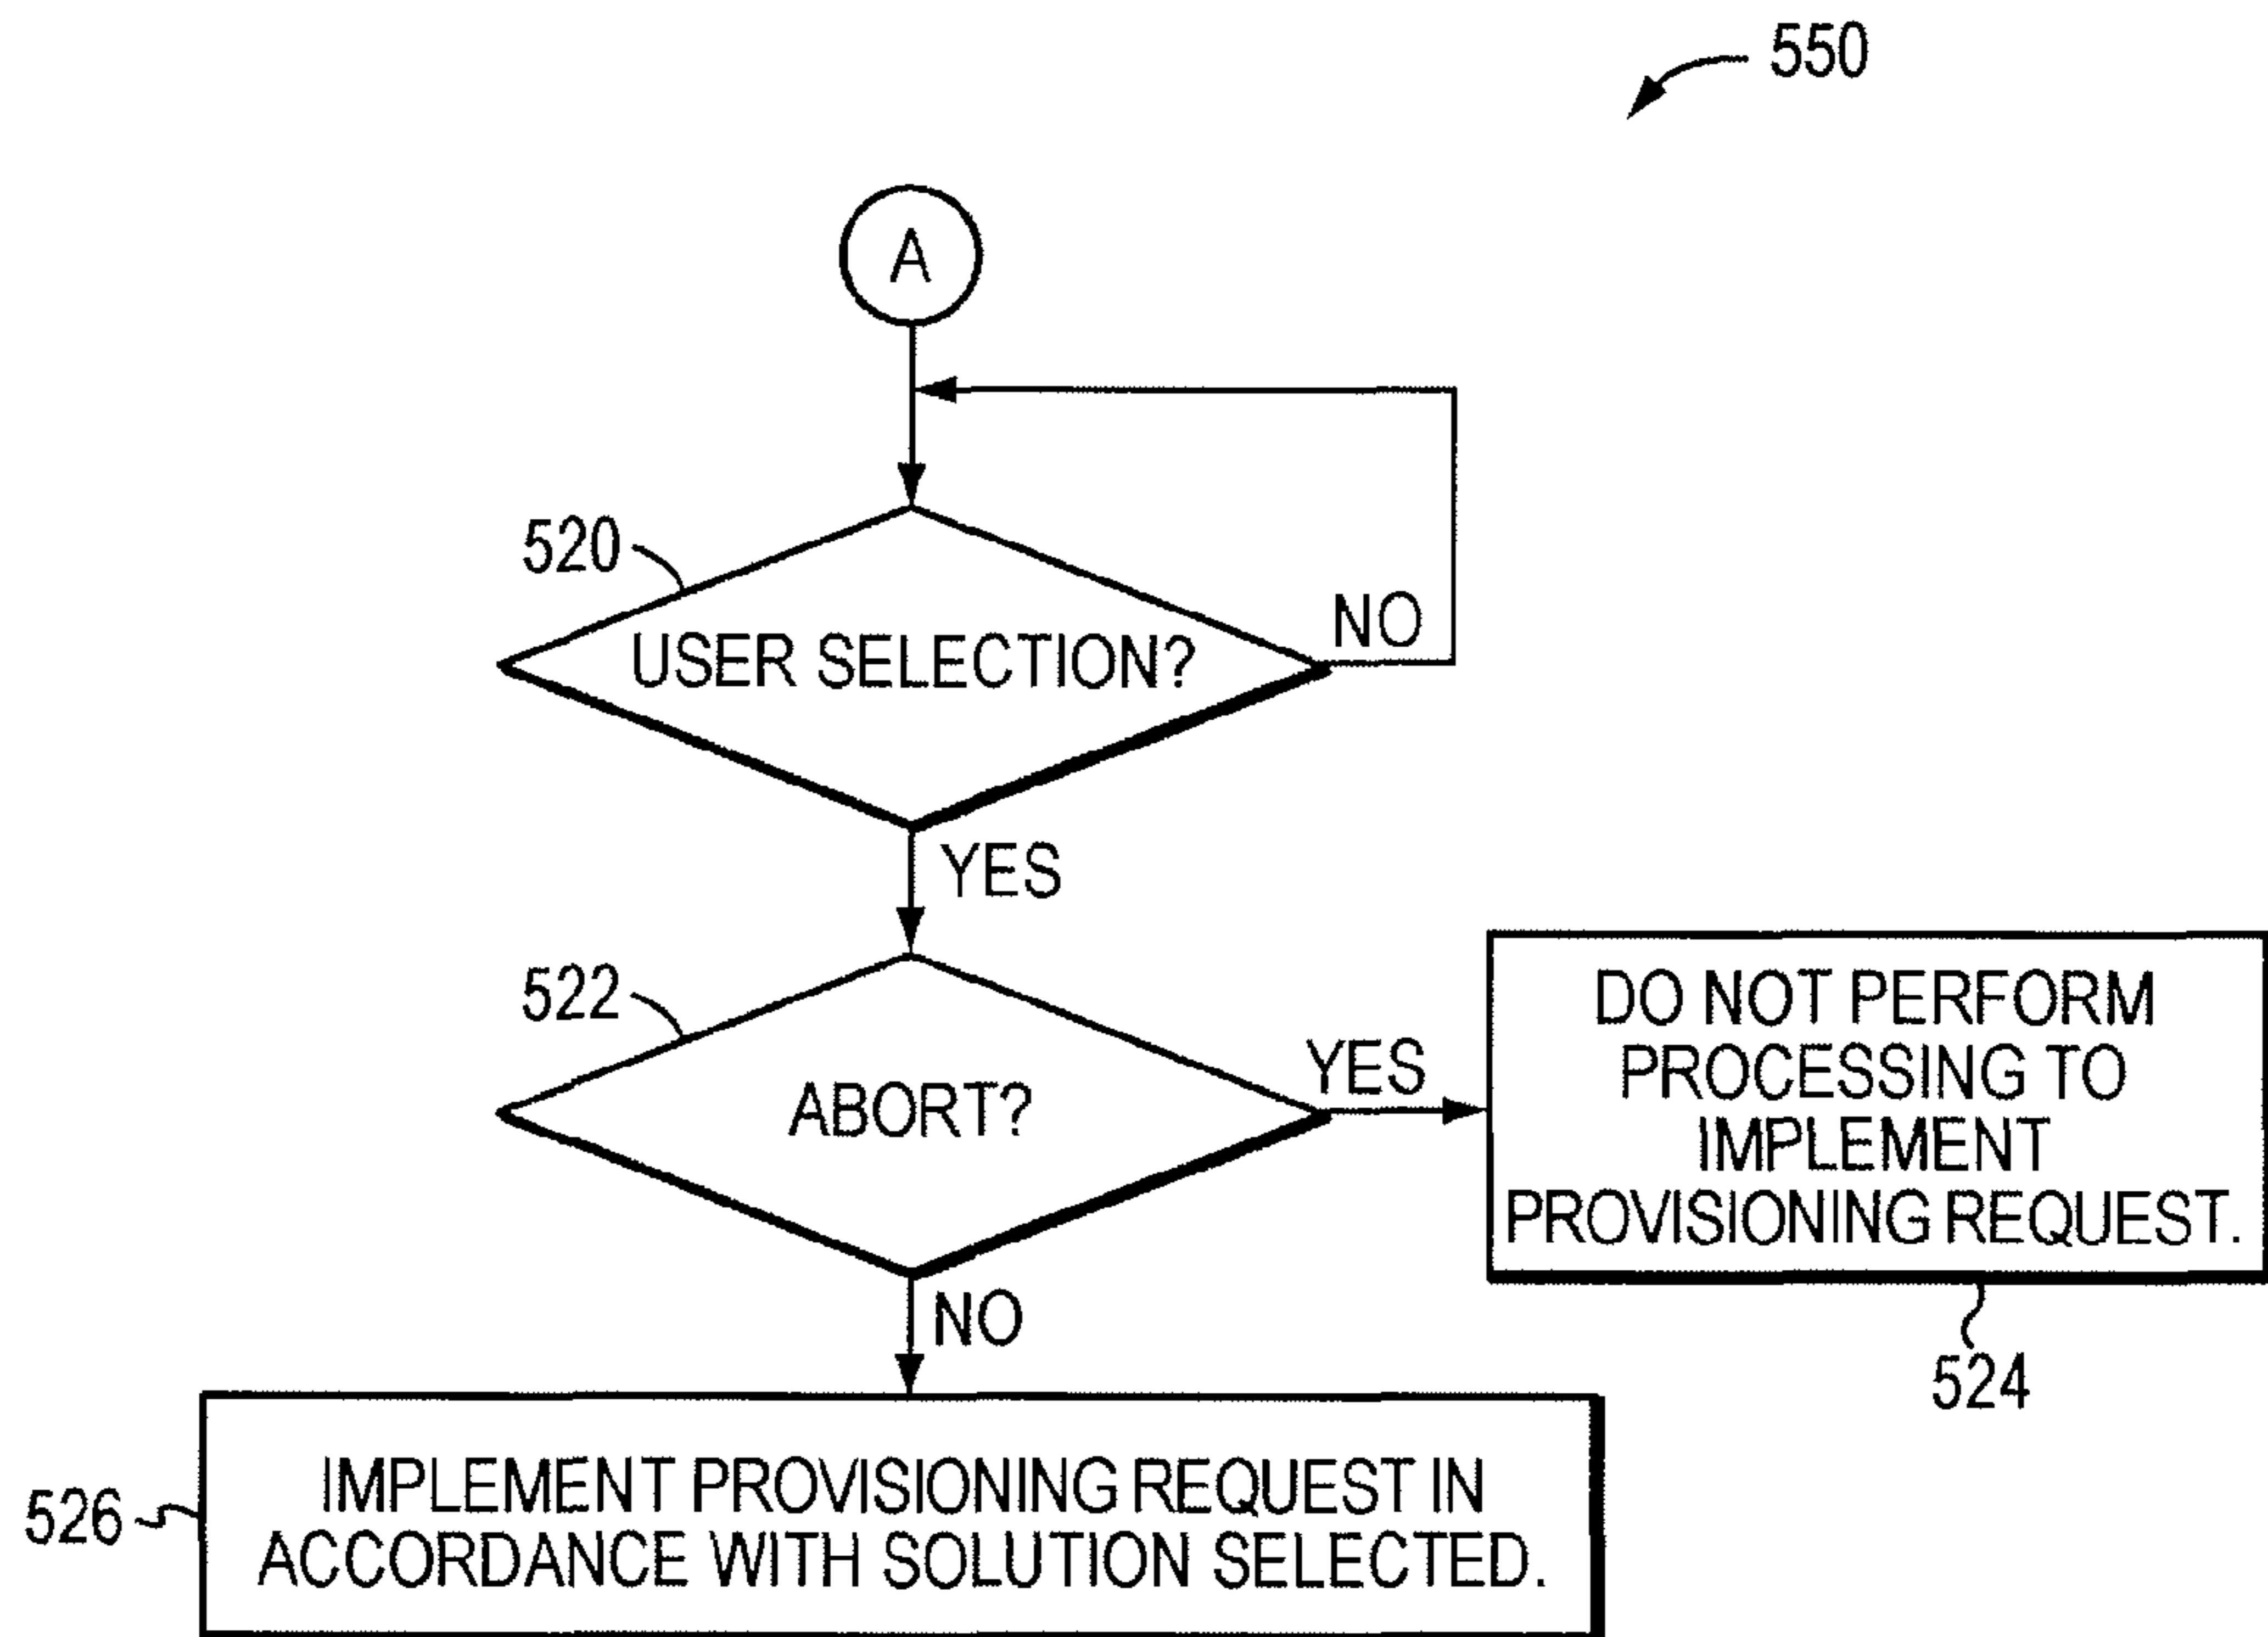 550
A
520
USER SELECTION?
NO
YES
522
ABORT?
YES
DO NOT PERFORM
PROCESSING TO
IMPLEMENT
PROVISIONING REQUEST.
524
NO
526
IMPLEMENT PROVISIONING REQUEST IN
ACCORDANCE WITH SOLUTION SELECTED.